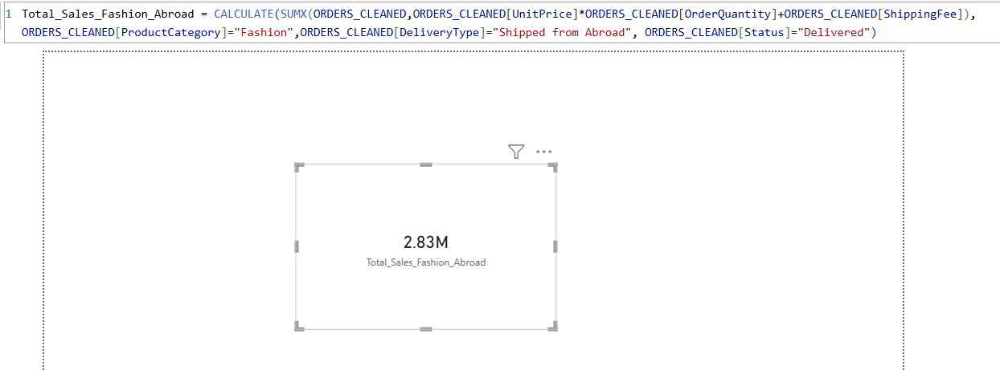 1 Total_Sales_Fashion_Abroad = CALCULATE(SUMX(ORDERS_CLEANED,ORDERS_CLEANED[UnitPrice]*ORDERS_CLEANED[OrderQuantity]+ORDERS_CLEANED[ShippingFee]),
ORDERS_CLEANED[ProductCategory]="Fashion",ORDERS_CLEANED[DeliveryType]="Shipped from Abroad", ORDERS_CLEANED[Status]="Delivered")
2.83M
Total_Sales_Fashion_Abroad